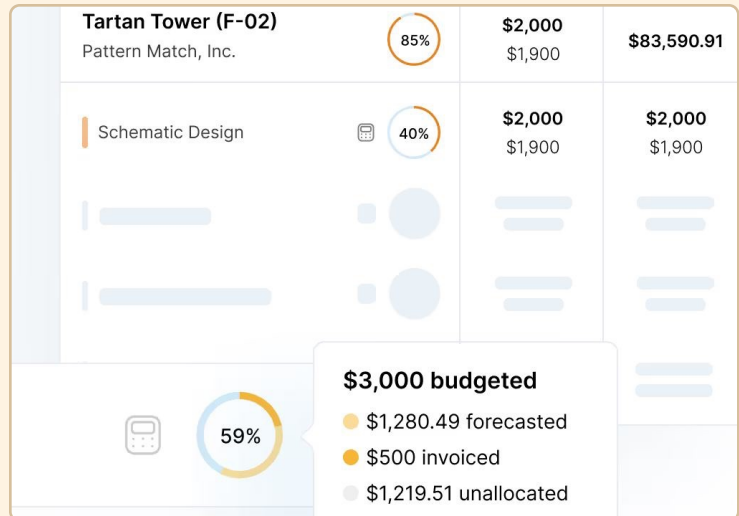 Tartan Tower (F-02)
Pattern Match, Inc.
85%
$2,000
$1,900
$83,590.91
Schematic Design
40%
$2,000
$1,900
$2,000
$1,900
59%
$3,000 budgeted
$1,280.49 forecasted
$500 invoiced
$1,219.51 unallocated